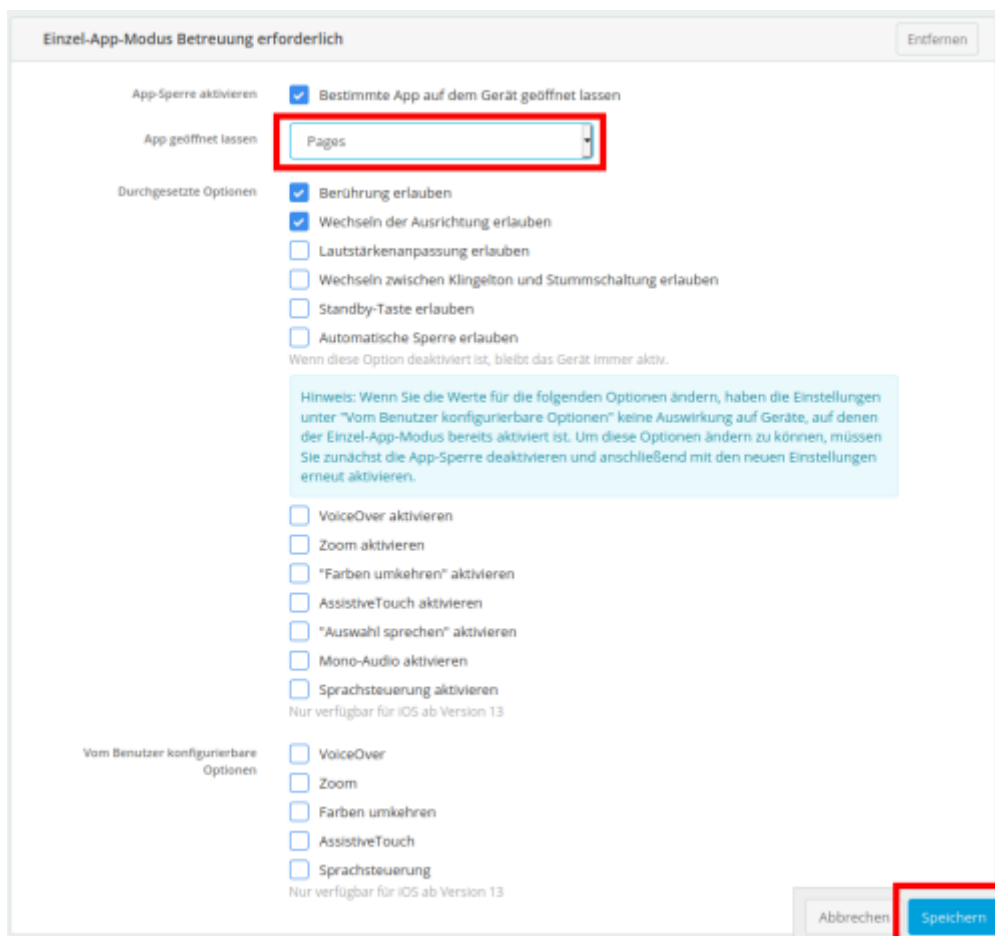 Einzel-App-Modus Betreuung erforderlich
Entfernen
App-Sperre aktivieren
Bestimmte App auf dem Gerät geöffnet lassen
App geöffnet lassen
Pages
Durchgesetzte Optionen
Berührung erlauben
Wechseln der Ausrichtung erlauben
Lautstärkenanpassung erlauben
Wechseln zwischen Klingelton und Stummschaltung erlauben
Standby-Taste erlauben
Automatische Sperre erlauben
Wenn diese Option deaktiviert ist, bleibt das Gerät immer aktiv.
Hinweis: Wenn Sie die Werte für die folgenden Optionen ändern, haben die Einstellungen
unter "Vom Benutzer konfigurierbare Optionen" keine Auswirkung auf Geräte, auf denen
der Einzel-App-Modus bereits aktiviert ist. Um diese Optionen ändern zu können, müssen
Sie zunächst die App-Sperre deaktivieren und anschließend mit den neuen Einstellungen
erneut aktivieren.
VoiceOver aktivieren
Zoom aktivieren
"Farben umkehren" aktivieren
AssistiveTouch aktivieren
"Auswahl sprechen" aktivieren
Mono-Audio aktivieren
Sprachsteuerung aktivieren
Nur verfügbar für iOS ab Version 13
Vom Benutzer konfigurierbare
Optionen
VoiceOver
Zoom
Farben umkehren
AssistiveTouch
Sprachsteuerung
Nur verfügbar für iOS ab Version 13
Abbrechen
Speichern